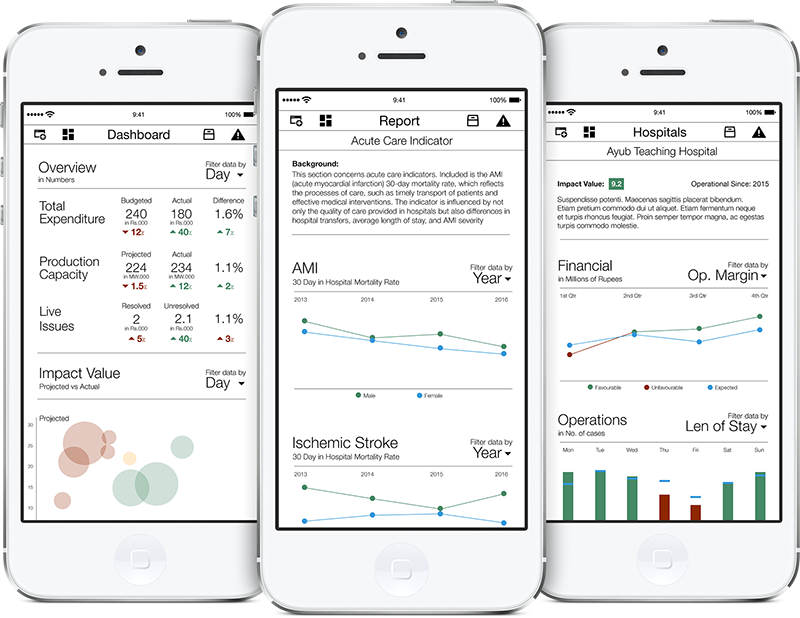 9:41
100%
Dashboard
Overview
in Numbers
Filter data by
Day
Total
Expenditure
Budgeted
Actual
Difference
240
180
1.6%
in Rs.000
in Rs.000
12%
40%
7%
Production
Capacity
Projected
Actual
224
234
1.1%
in MW.000
in MW.000
1.5%
12%
2%
Live
Issues
Resolved
Unresolved
2
2.1
1.1%
in Rs.000
in Rs.000
5%
40%
3%
Impact Value
Projected vs Actual
Filter data by
Day
Projected
30
25
20
15
10
9:41
100%
Report
Acute Care Indicator
Background:
This section concerns acute care indicators. Included is the AMI
(acute myocardial infarction) 30-day mortality rate, which reflects
the processes of care, such as timely transport of patients and
effective medical interventions. The indicator is influenced by not
only the quality of care provided in hospitals but also differences in
hospital transfers, average length of stay, and AMI severity
AMI
30 Day in Hospital Mortality Rate
Filter data by
Year
2013 2014 2015 2016
Male Female
Ischemic Stroke
30 Day in Hospital Mortality Rate
Filter data by
Year
2013 2014 2015 2016
9:41
100%
Hospitals
Ayub Teaching Hospital
Impact Value: 9.2 Operational Since: 2015
Suspendisse potenti. Maecenas sagittis placerat bibendum.
Etiam pretium commodo dui ut aliquet. Etiam fermentum neque
et turpis rhoncus feugiat. Proin semper tempor magna, ac egestas
turpis commodo molestie.
Financial
in Millions of Rupees
Filter data by
Op. Margin
1st Qtr 2nd Qtr 3rd Qtr 4th Qtr
Favourable Unfavourable Expected
Operations
in No. of cases
Filter data by
Len of Stay
Mon Tue Wed Thu Fri Sat Sun